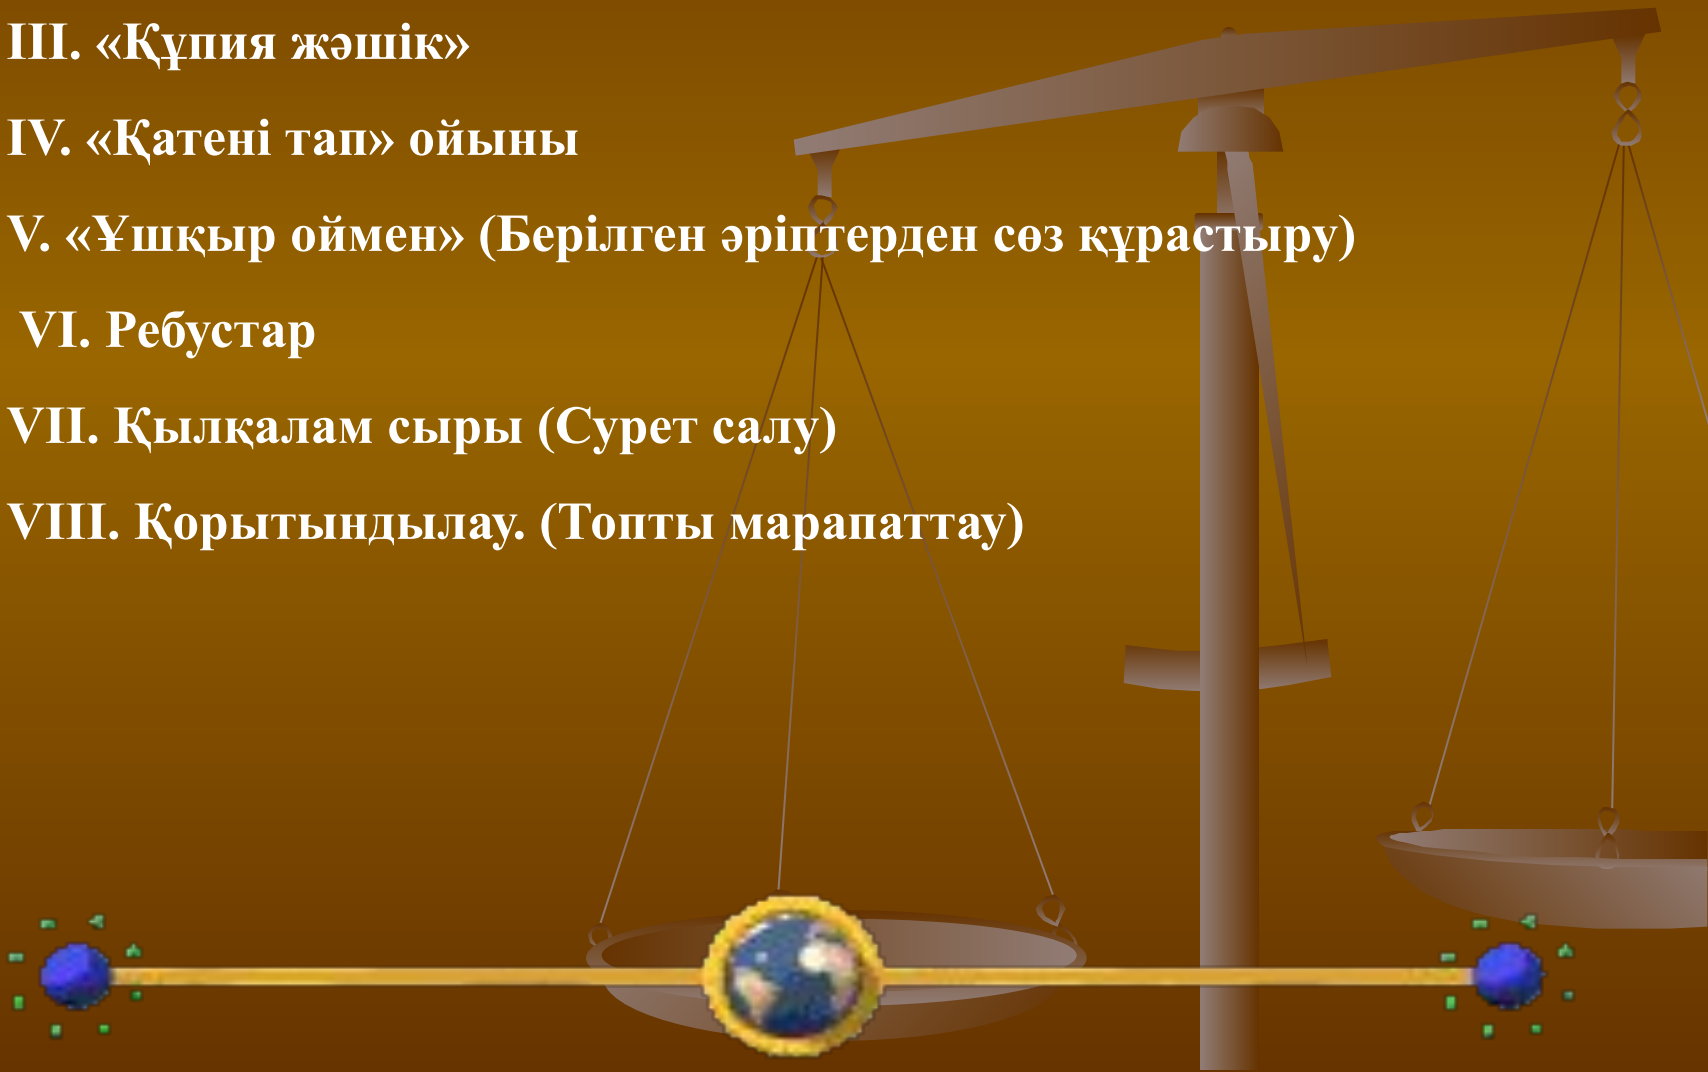 III. «Құпия жәшік»
IV. «Қатені тап» ойыны
V. «Ұшқыр оймен» (Берілген әріптерден сөз құрастыру)
VI. Ребустар
VII. Қылқалам сыры (Сурет салу)
VIII. Қорытындылау. (Топты марапаттау)